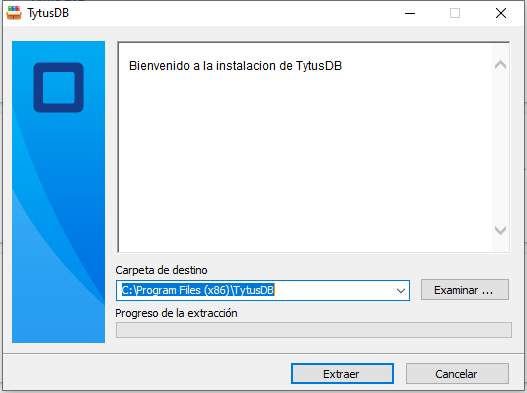 TytusDB
Bienvenido a la instalacion de TytusDB
Carpeta de destino
C:\Program Files (x86)\TytusDB
Examinar ...
Progreso de la extracción
Extraer
Cancelar